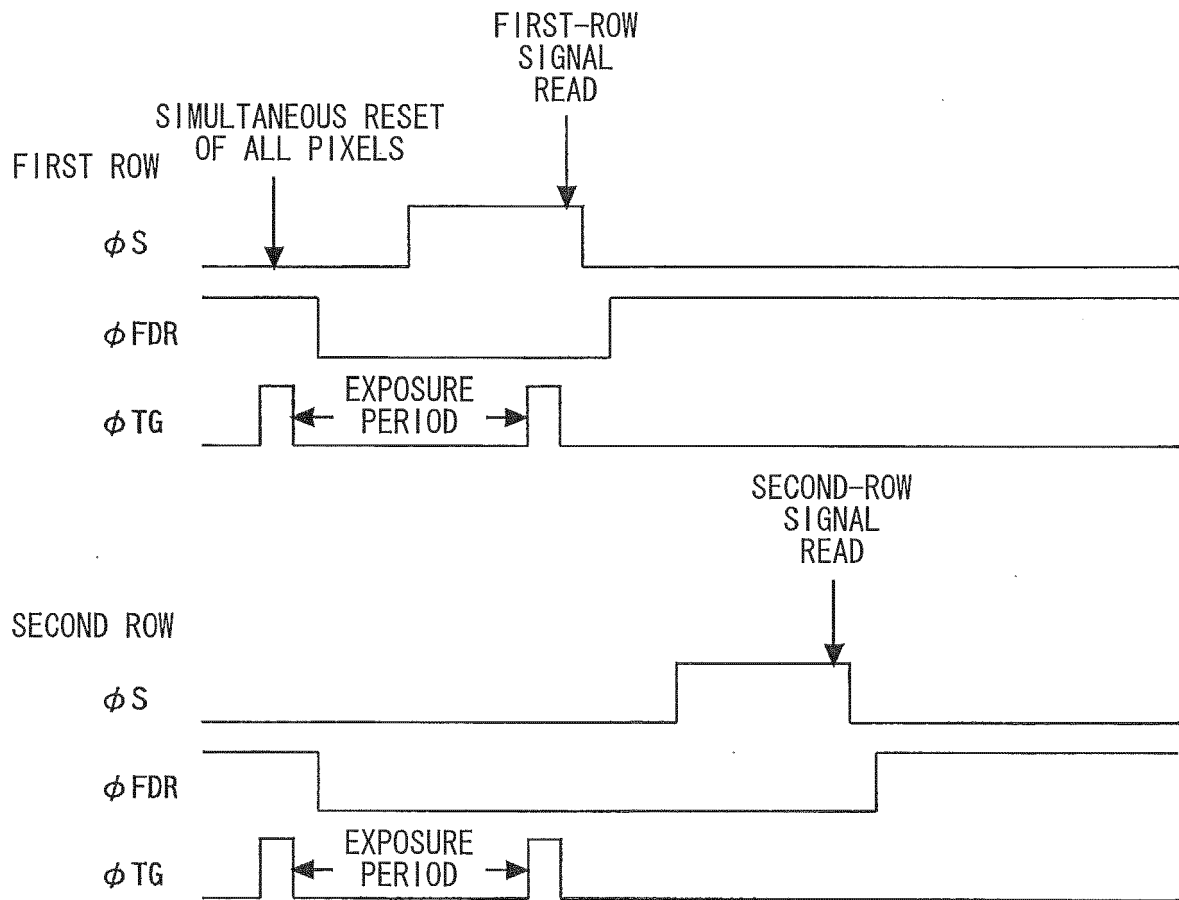 FIRST-ROW
SIGNAL
READ
SIMULTANEOUS RESET
OF ALL PIXELS
FIRST ROW
φS
φFDR
φTG
EXPOSURE
PERIOD
SECOND-ROW
SIGNAL
READ
SECOND ROW
φS
φFDR
φTG
EXPOSURE
PERIOD